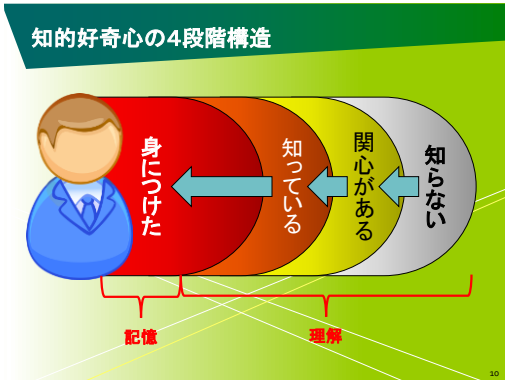 知的好奇心の4段階構造
身につけた
知っている
関心がある
知らない
記憶
理解
10